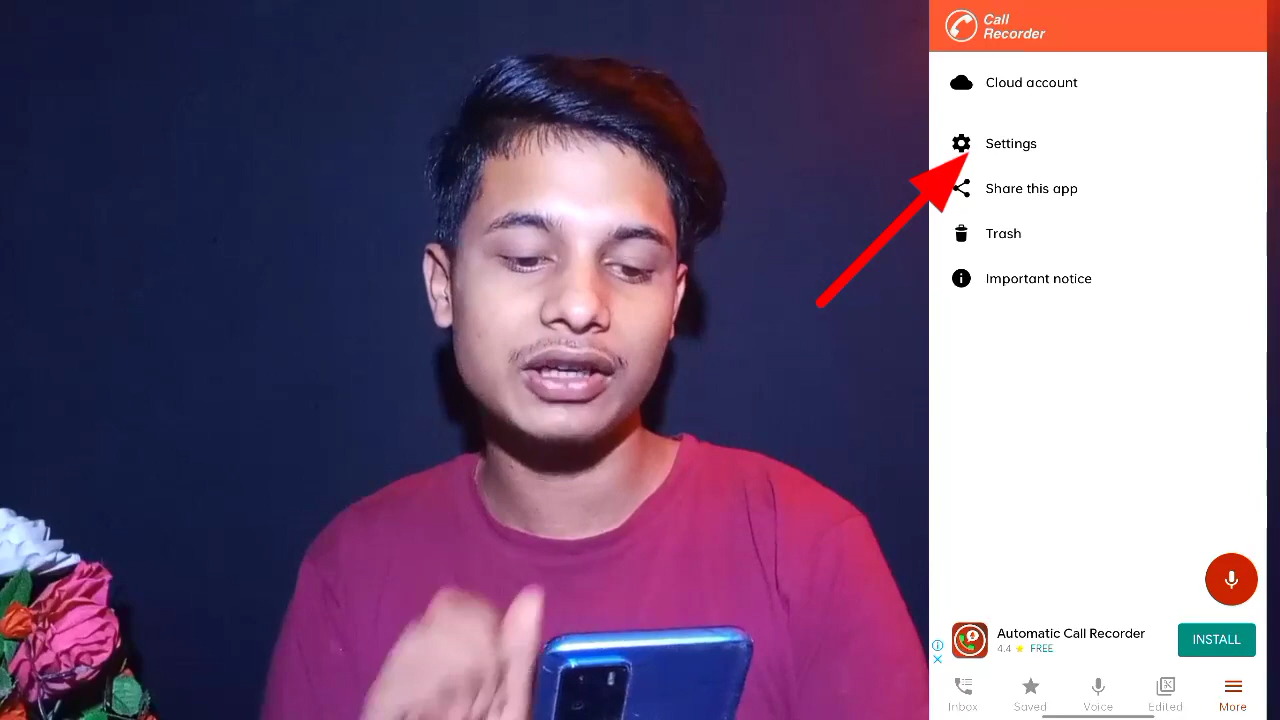 Call
Recorder
Cloud account
Settings
Share this app
Trash
Important notice
Automatic Call Recorder
4.4 FREE
INSTALL
Inbox
Saved
Voice
Edited
More